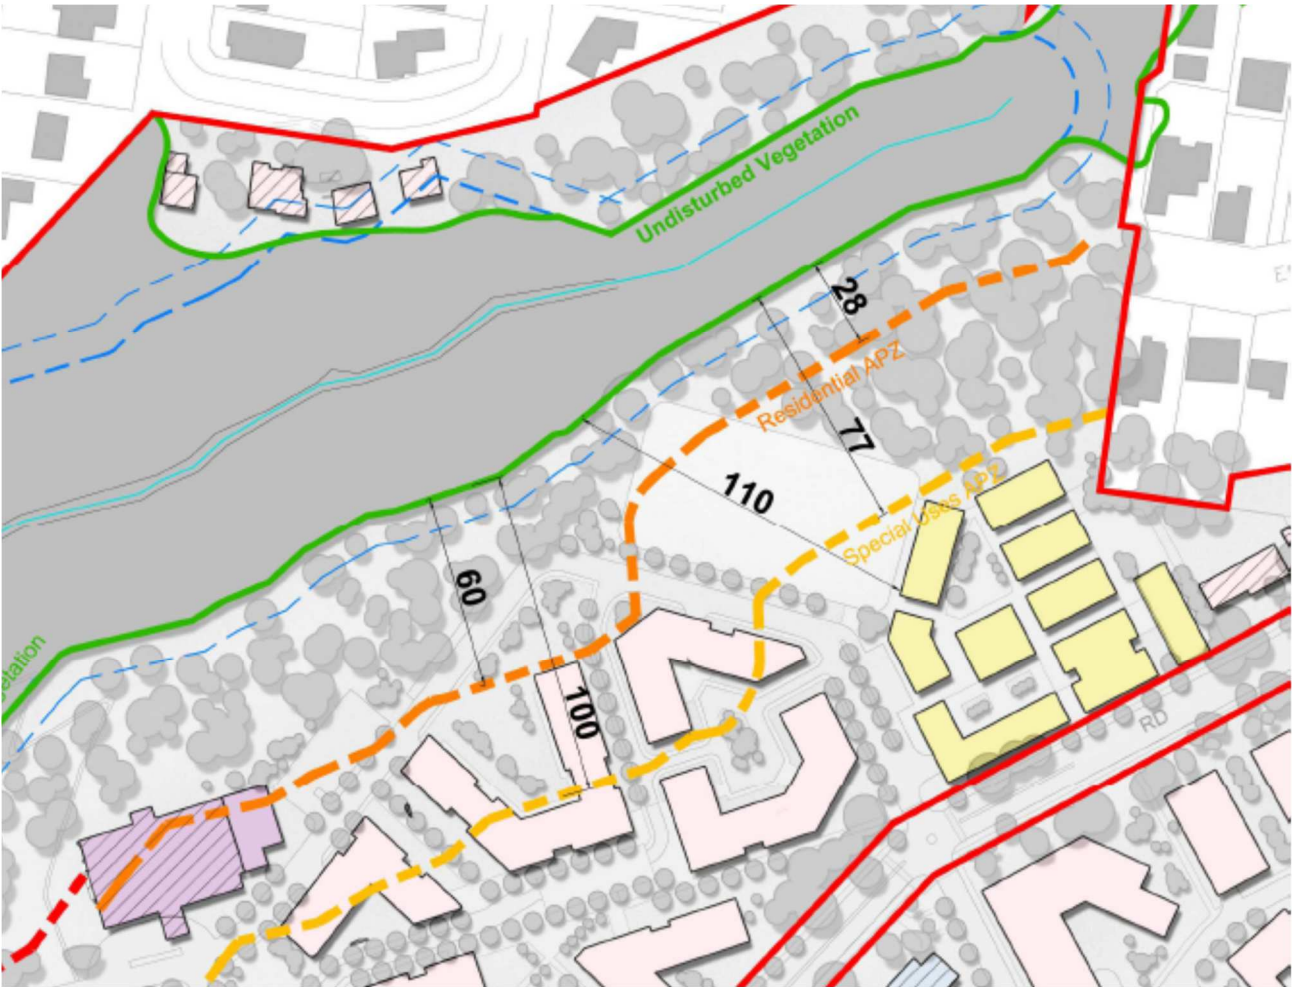 Undisturbed Vegetation
28
Residential APZ
77
110
Special Uses APZ
60
100
etation
RD
E